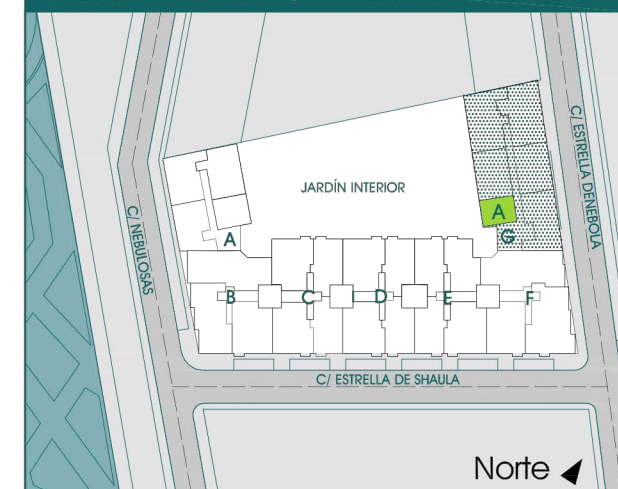 C/ ESTRELLA DENEBOLA
JARDÍN INTERIOR
A
C/ NEBULOSAS
A
G
B
C
D
E
F
C/ ESTRELLA DE SHAULA
Norte